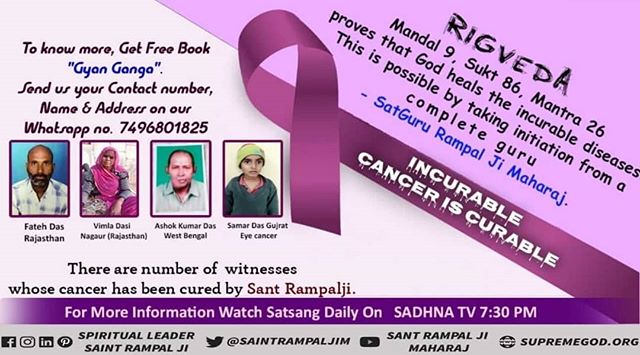 To know more, Get Free Book
"Gyan Ganga".
Send us your Contact number,
Name & Address on our
Whatsapp no. 7496801825
Fateh Das
Rajasthan
Vimla Dasi
Nagaur (Rajasthan)
Ashok Kumar Das
West Bengal
Samar Das Gujrat
Eye cancer
RIGVEDA
Mandal 9, Sukt 86, Mantra 26
proves that God heals the incurable diseases
This is possible by taking initiation from a
complete guru
- SatGuru Rampal Ji Maharaj.
INCURABLE
CANCER IS CURABLE
There are number of witnesses
whose cancer has been cured by Sant Rampalji.
For More Information Watch Satsang Daily On SADHNA TV 7:30 PM
SPIRITUAL LEADER
SAINT RAMPAL JI
@SAINTRAMPALJIM
SANT RAMPAL JI
MAHARAJ
SUPREMEGOD.ORG